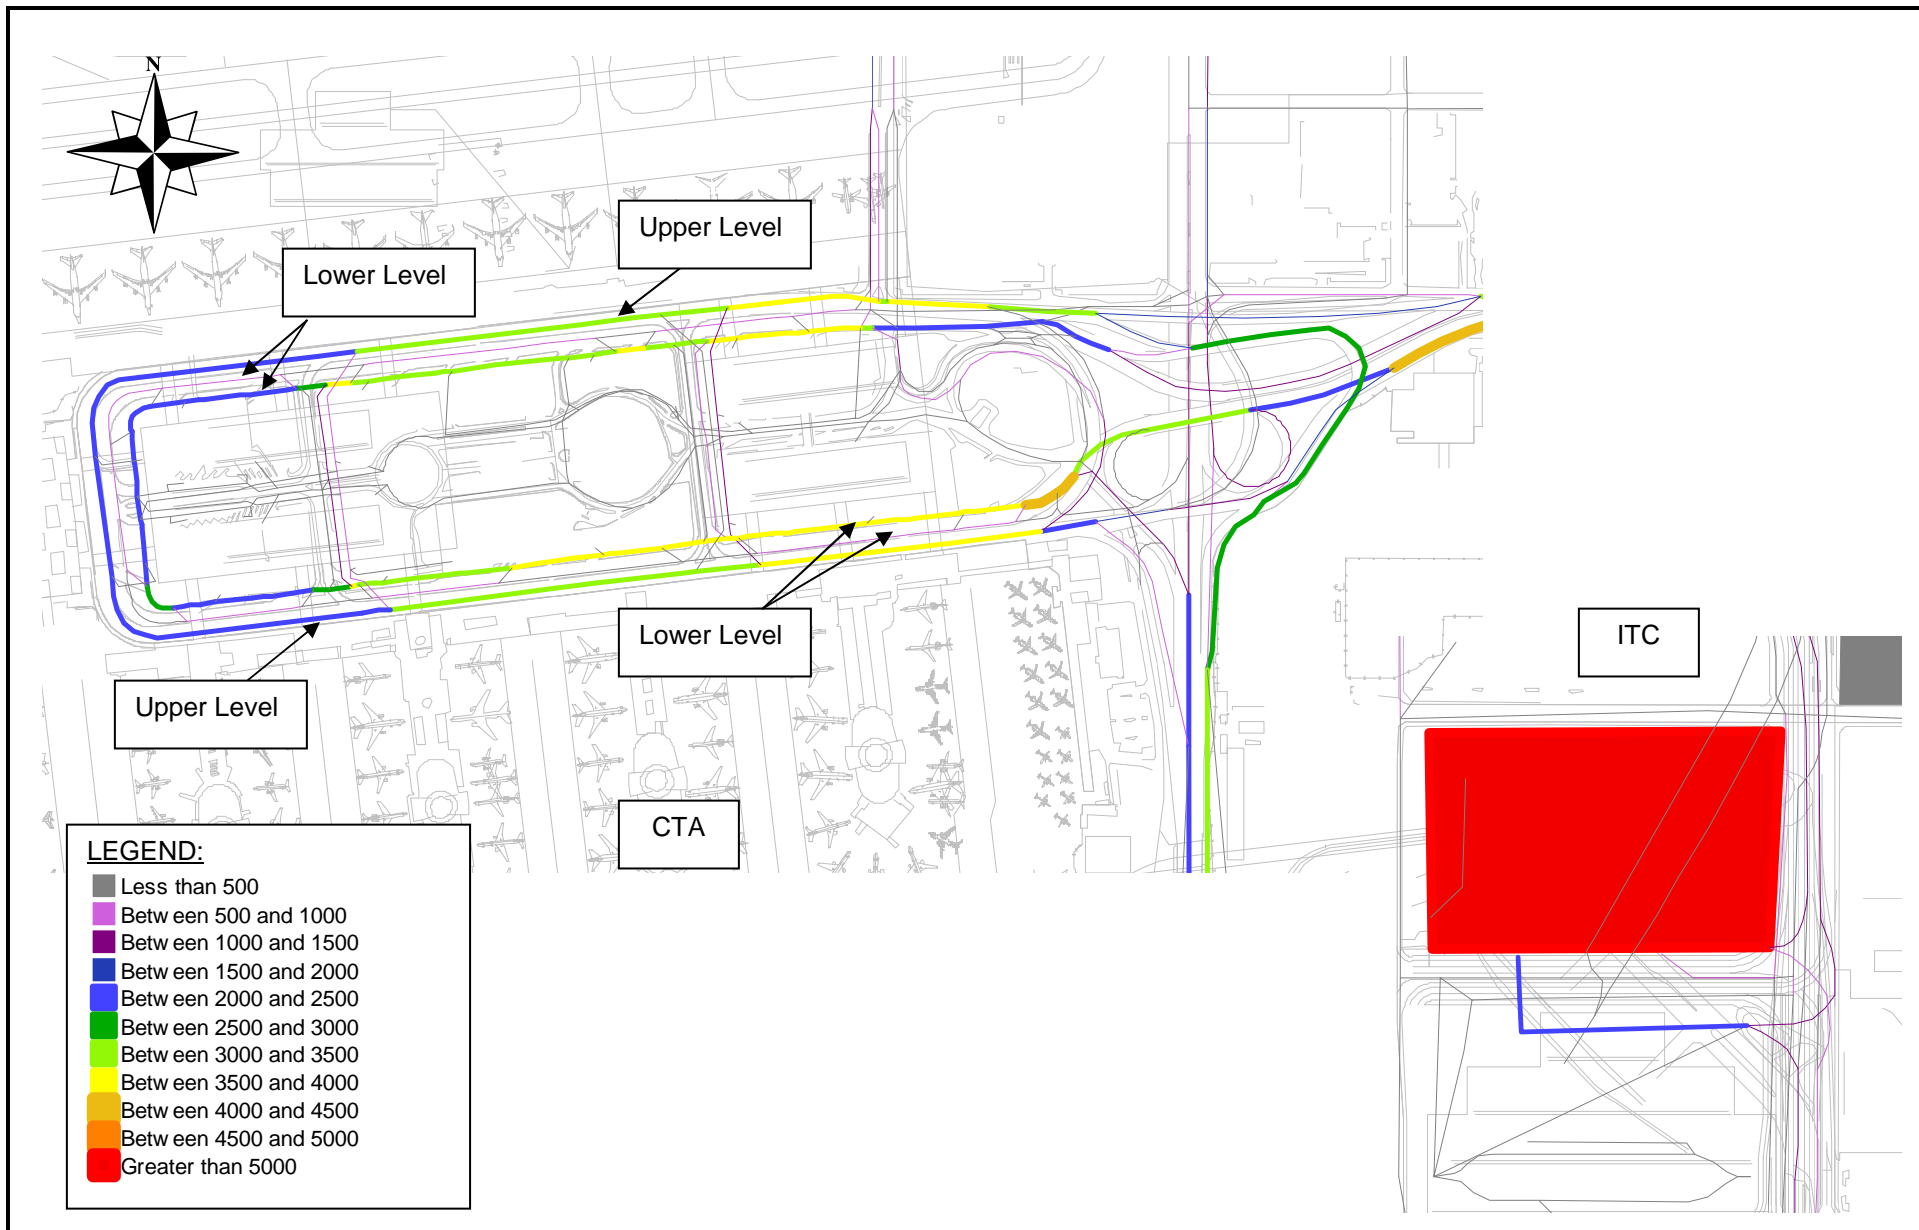 N
Upper Level
Lower Level
Lower Level
Upper Level
ITC
CTA
LEGEND:
Less than 500
Betw een 500 and 1000
Betw een 1000 and 1500
Betw een 1500 and 2000
Betw een 2000 and 2500
Betw een 2500 and 3000
Betw een 3000 and 3500
Betw een 3500 and 4000
Betw een 4000 and 4500
Betw een 4500 and 5000
Greater than 5000